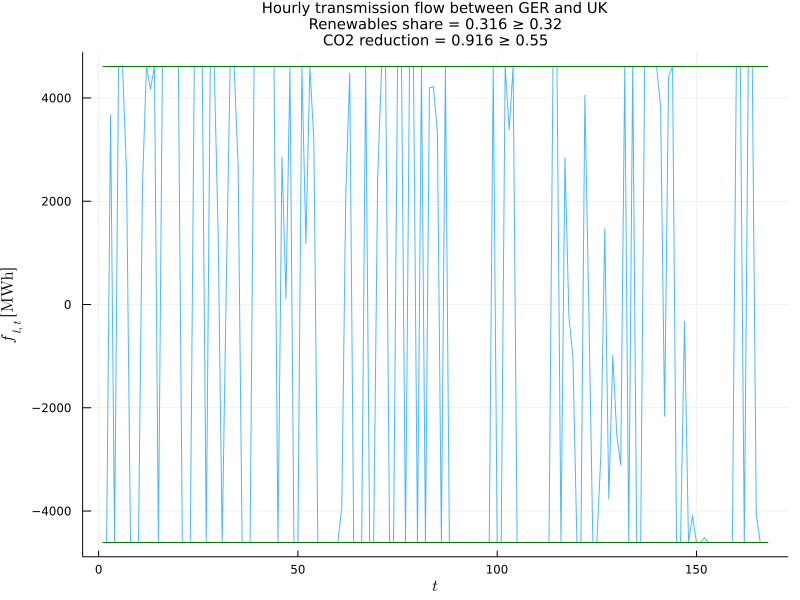 Hourly transmission flow between GER and UK
Renewables share = 0.316 ≥ 0.32
CO2 reduction = 0.916 ≥ 0.55
4000
2000
0
−2000
−4000
f l,t [MWh]
0 50 100 150
t